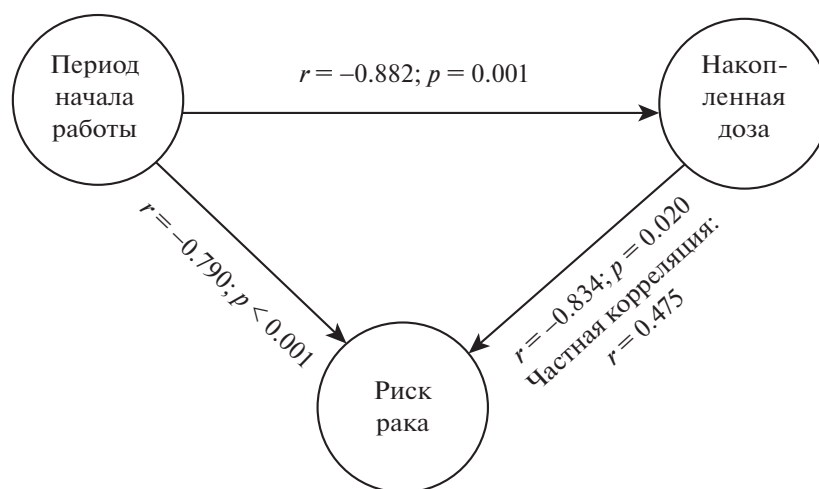 Период
начала
работы
r = –0.882; p = 0.001
Накоп-
ленная
доза
r = –0.790; p < 0.001
r = –0.834; p = 0.020
Частная корреляция:
r = 0.475
Риск
рака